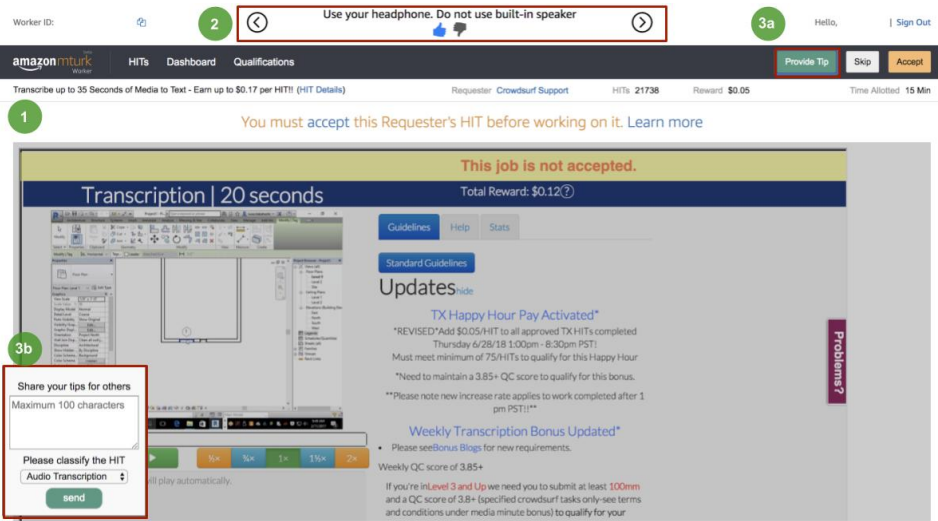 Worker ID:
2
Use your headphone. Do not use built-in speaker
3a
Hello,
| Sign Out
amazon mturk
Worker
HITs
Dashboard
Qualifications
Provide Tip
Skip
Accept
Transcribe up to 35 Seconds of Media to Text - Earn up to $0.17 per HIT!! (HIT Details)
Requester Crowdsurf Support
HITs 21738
Reward $0.05
Time Allotted 15 Min
1
You must accept this Requester's HIT before working on it. Learn more
This job is not accepted.
Transcription | 20 seconds
Total Reward: $0.12?
Guidelines
Help
Stats
Standard Guidelines
Updates hide
TX Happy Hour Pay Activated*
*REVISED*Add $0.05/HIT to all approved TX HITs completed
Thursday 6/28/18 1:00pm - 8:30pm PST!
Must meet minimum of 75/HITs to qualify for this Happy Hour
*Need to maintain a 3.85+ QC score to qualify for this bonus.
**Please note new increase rate applies to work completed after 1
pm PST!!**
Weekly Transcription Bonus Updated*
• Please seeBonus Blogs for new requirements.
Weekly QC score of 3.85+
If you're inLevel 3 and Up we need you to submit at least 100mm
and a QC score of 3.8+ (specified crowdsurf tasks only-see terms
and conditions under media minute bonus) to qualify for your
Problems?
3b
Share your tips for others
Maximum 100 characters
Please classify the HIT
Audio Transcription
send
½×
¾×
1×
1½×
2×
will play automatically.